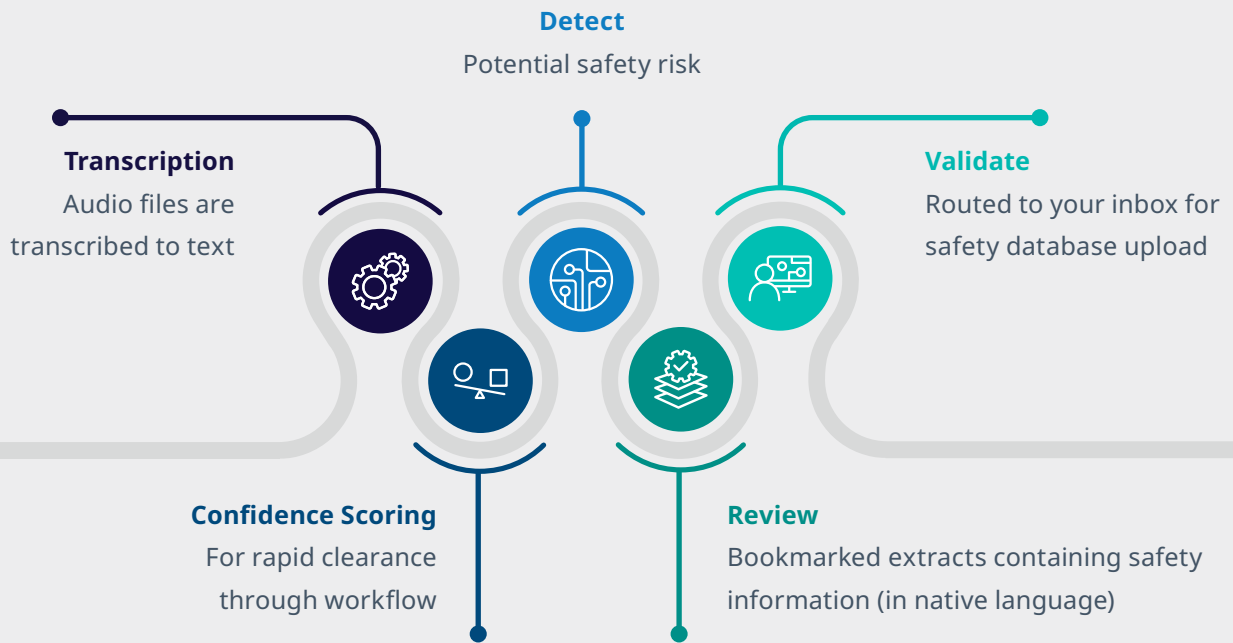 Detect
Potential safety risk
Transcription
Audio files are
transcribed to text
Validate
Routed to your inbox for
safety database upload
Confidence Scoring
For rapid clearance
through workflow
Review
Bookmarked extracts containing safety
information (in native language)